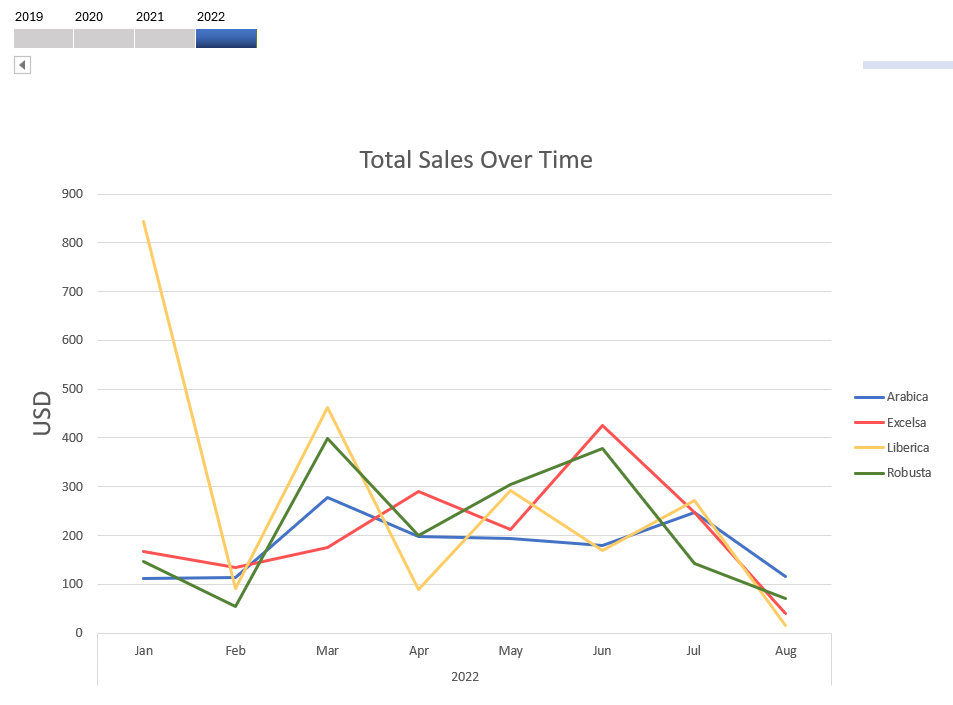 2019 2020 2021 2022
Total Sales Over Time
900
800
700
600
500
400
300
200
100
0
USD
Arabica
Excelsa
Liberica
Robusta
Jan Feb Mar Apr May Jun Jul Aug
2022